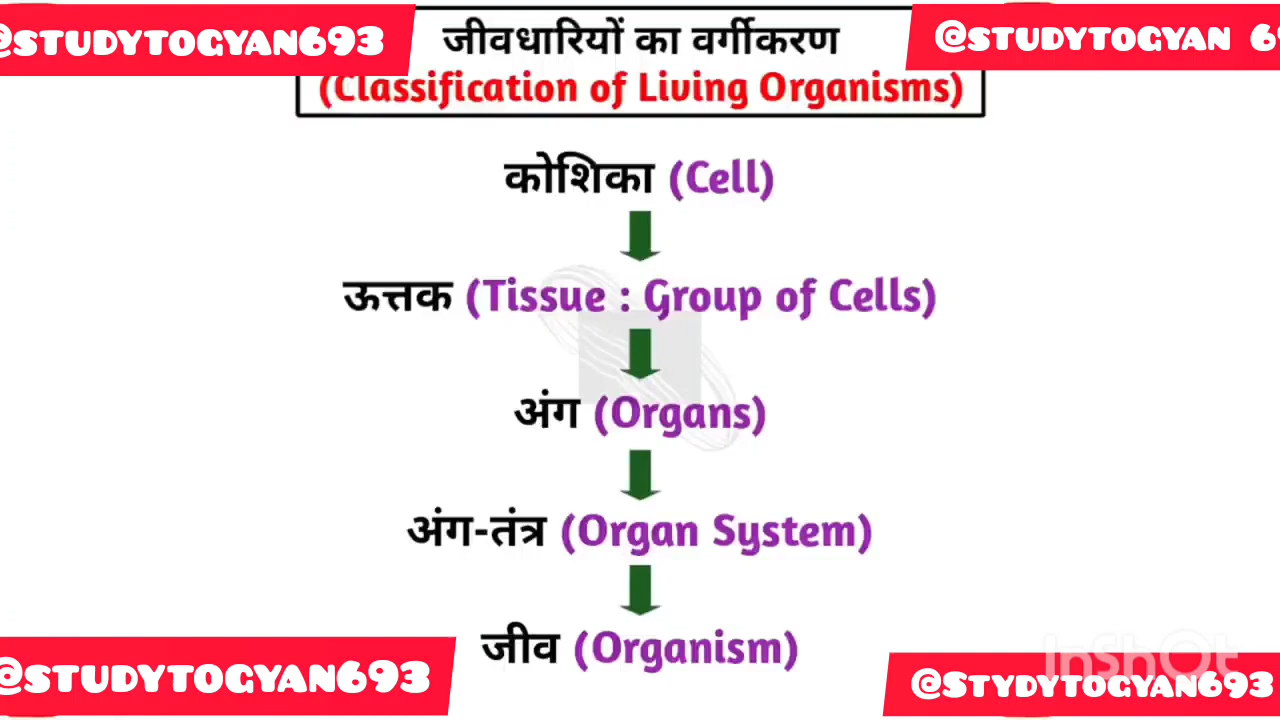 @STUDYTOGYAN693
जीवधारियों का वर्गीकरण
@STUDYTOGYAN 69
(Classification of Living Organisms)
कोशिका (Cell)
ऊत्तक (Tissue : Group of Cells)
अंग (Organs)
अंग-तंत्र (Organ System)
जीव (Organism)
InShOt
@STUDYTOGYAN693
@STYDYTOGYAN693